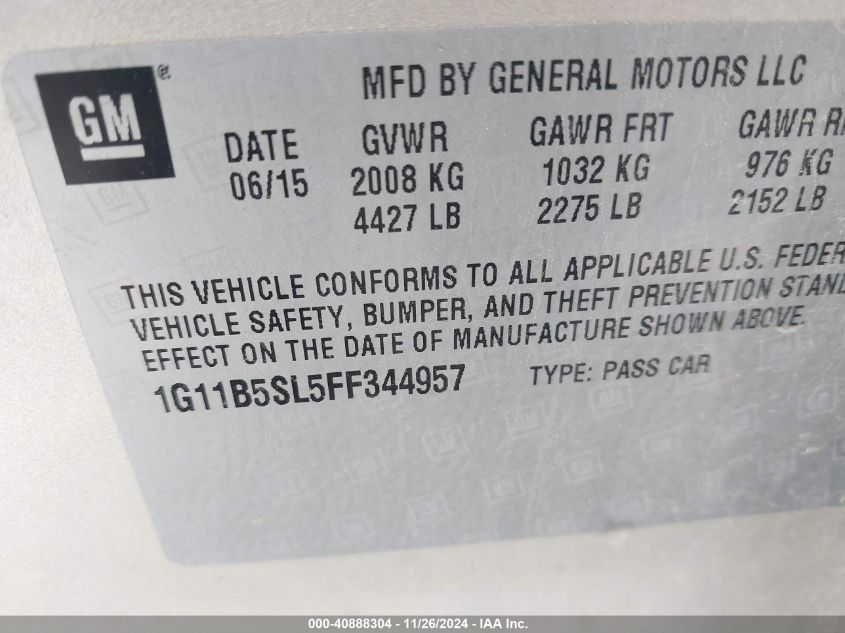 GM ®
MFD BY GENERAL MOTORS LLC
DATE GVWR GAWR FRT GAWR
06/15 2008 KG 1032 KG 976 KG
4427 LB 2275 LB 2152 LB
THIS VEHICLE CONFORMS TO ALL APPLICABLE U.S.
VEHICLE SAFETY, BUMPER, AND THEFT PREVENTION
EFFECT ON THE DATE OF MANUFACTURE SHOWN ABOVE.
1G11B5SL5FF344957 TYPE: PASS CAR
000-40888304 - 11/26/2024 - IAA Inc.